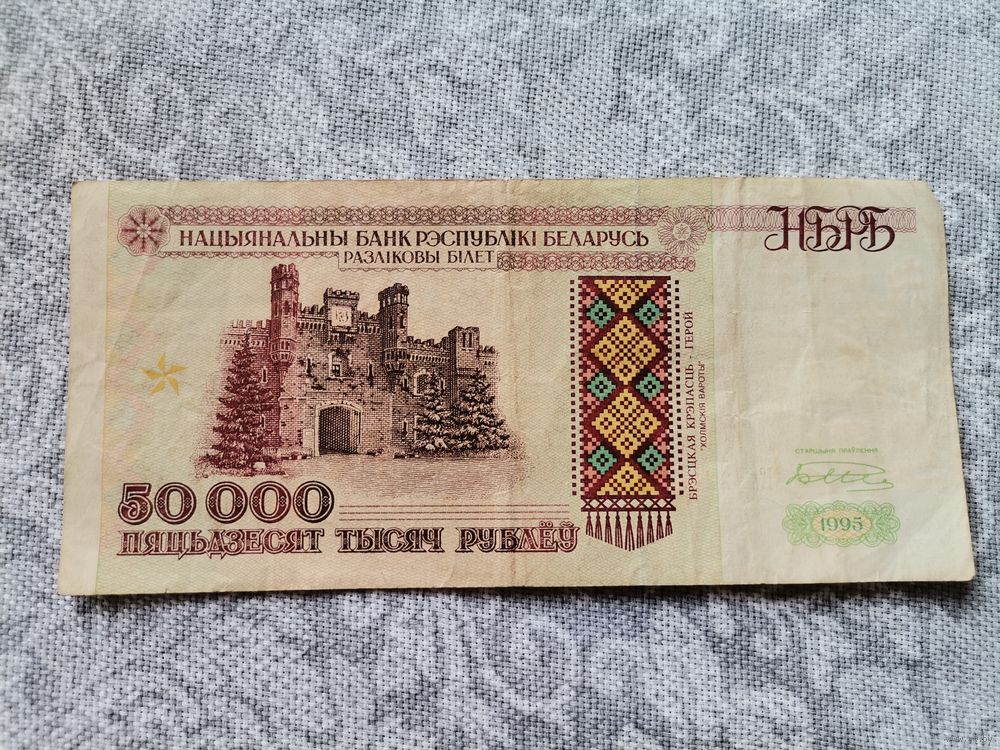 НАЦЫЯНАЛЬНЫ БАНК РЭСПУБЛІКІ БЕЛАРУСЬ
РАЗЛІКОВЫ БІЛЕТ
НБРБ
БРЭСЦКАЯ КРЭПАСЦЬ - ГЕРОЙ
"ХОЛМСКІЯ ВАРОТЫ"
СТАРШЫНЯ ПРАЎЛЕННЯ
1995
50 000
ПЯЦЬДЗЕСЯТ ТЫСЯЧ РУБЛЁЎ